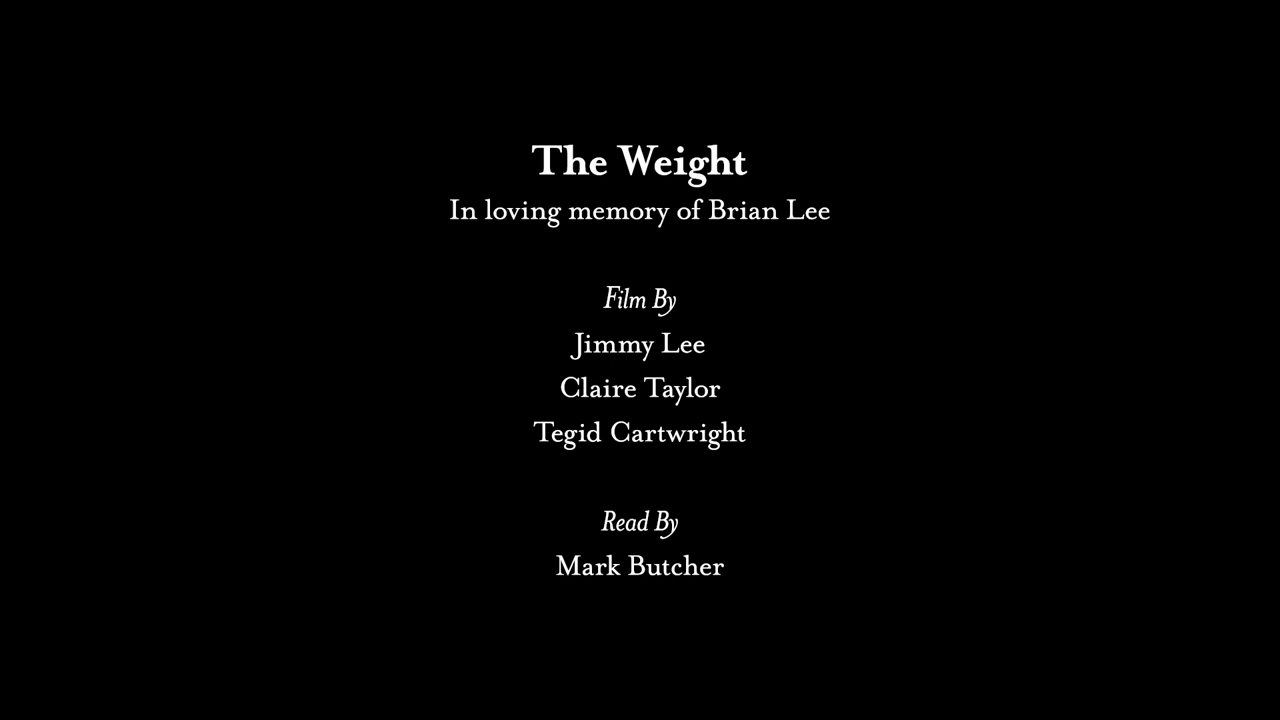 The Weight
In loving memory of Brian Lee
Film By
Jimmy Lee
Claire Taylor
Tegid Cartwright
Read By
Mark Butcher